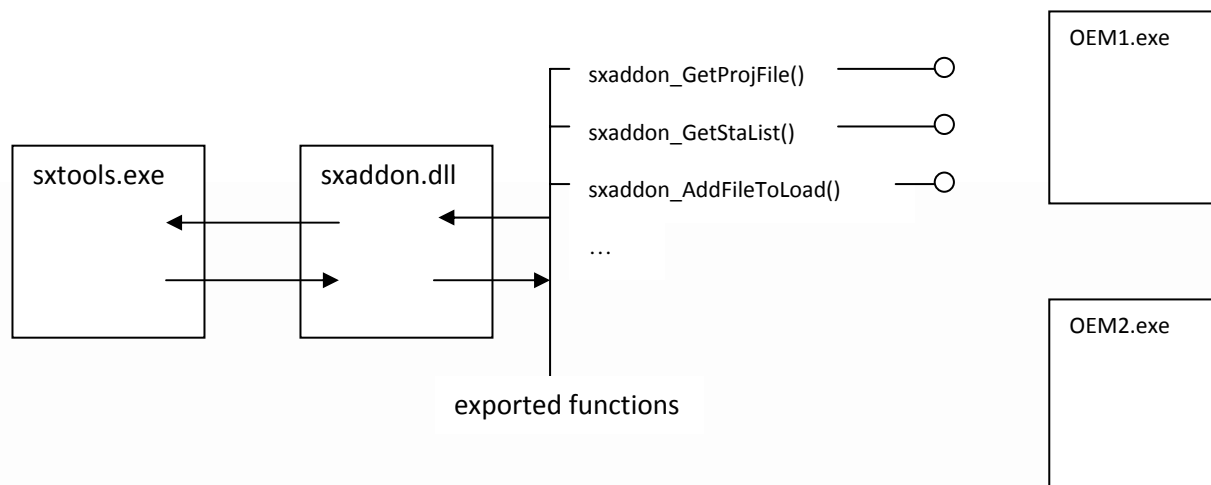 OEM1.exe
sxaddon_GetProjFile()
sxaddon_GetStaList()
sxtools.exe
sxaddon.dll
sxaddon_AddFileToLoad()
...
OEM2.exe
exported functions